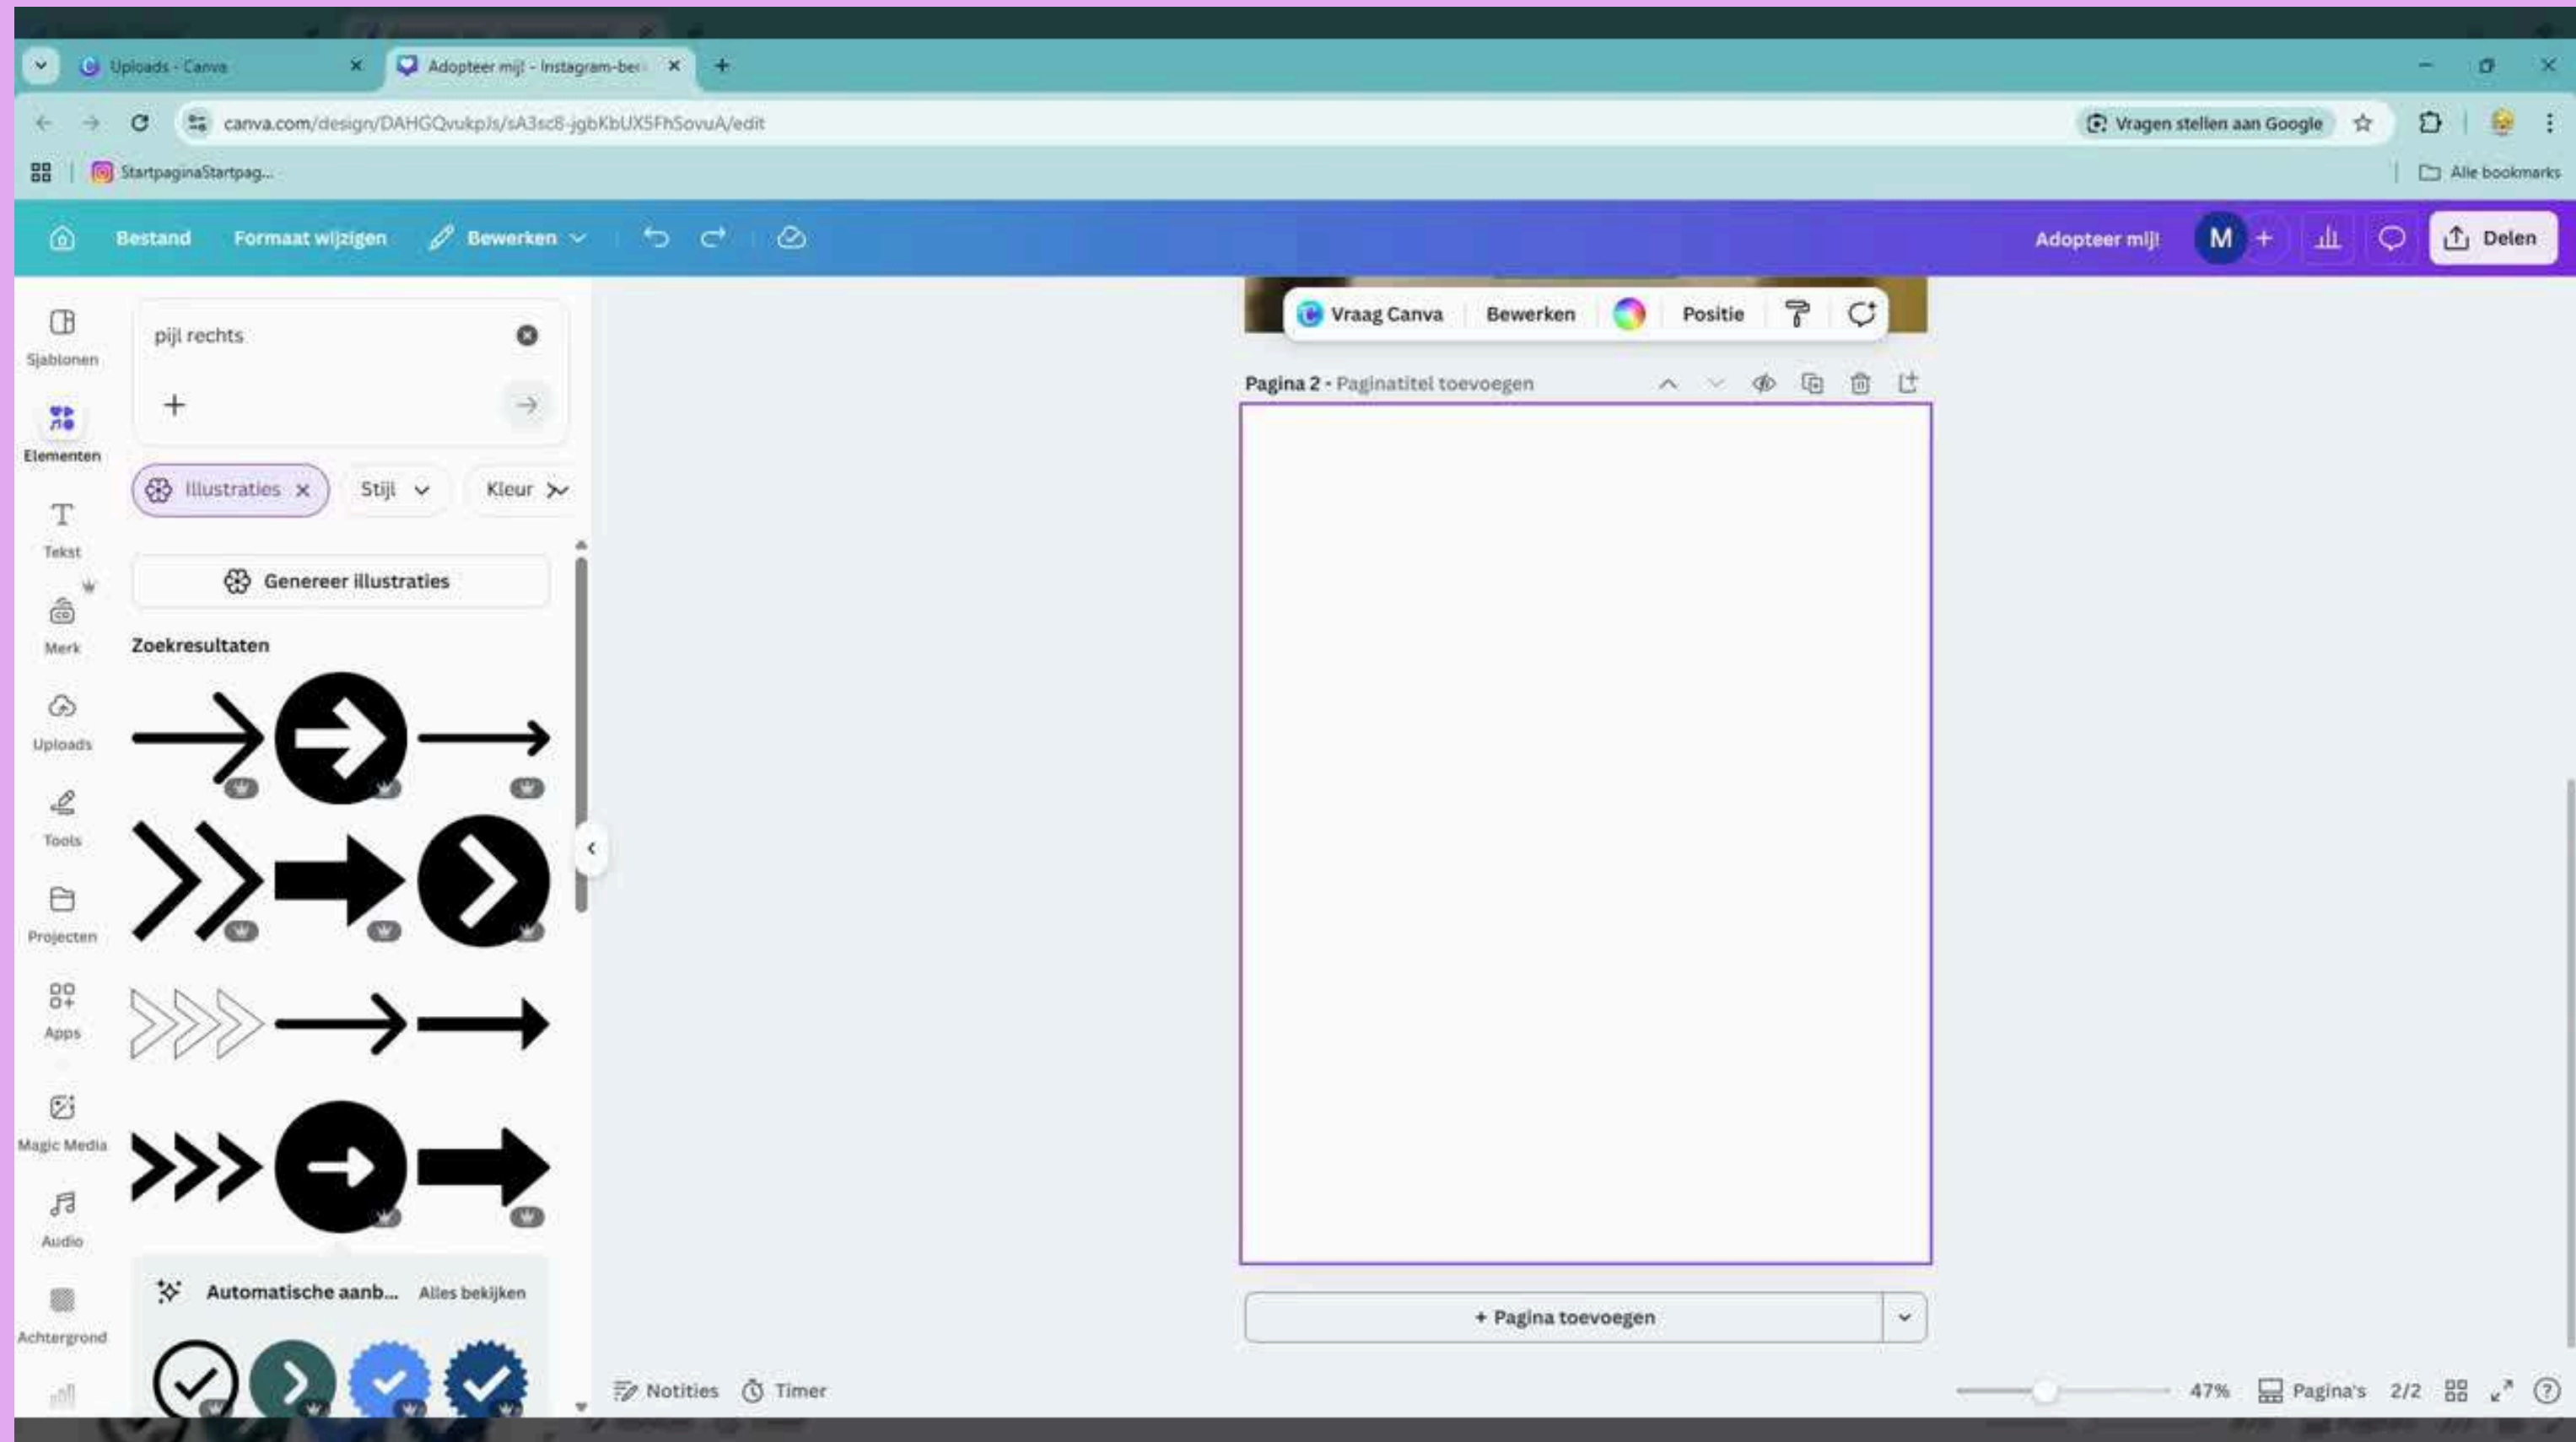 Uploads - Canva
Adopteer mij! - Instagram-ber
canva.com/design/DAHGQvukpJs/sA3sc8-jgbKbUX5FhSovuA/edit
Vragen stellen aan Google
StartpaginaStartpag...
Alle bookmarks
Bestand
Formaat wijzigen
Bewerken
Adopteer mij!
M
Delen
Sjablonen
Elementen
Tekst
Merk
Uploads
Tools
Projecten
Apps
Magic Media
Audio
Achtergrond
pijl rechts
Illustraties
Stijl
Kleur
Genereer illustraties
Zoekresultaten
Automatische aanb...
Alles bekijken
Vraag Canva
Bewerken
Positie
Pagina 2 - Paginatitel toevoegen
+ Pagina toevoegen
Notities
Timer
47%
Pagina's
2/2